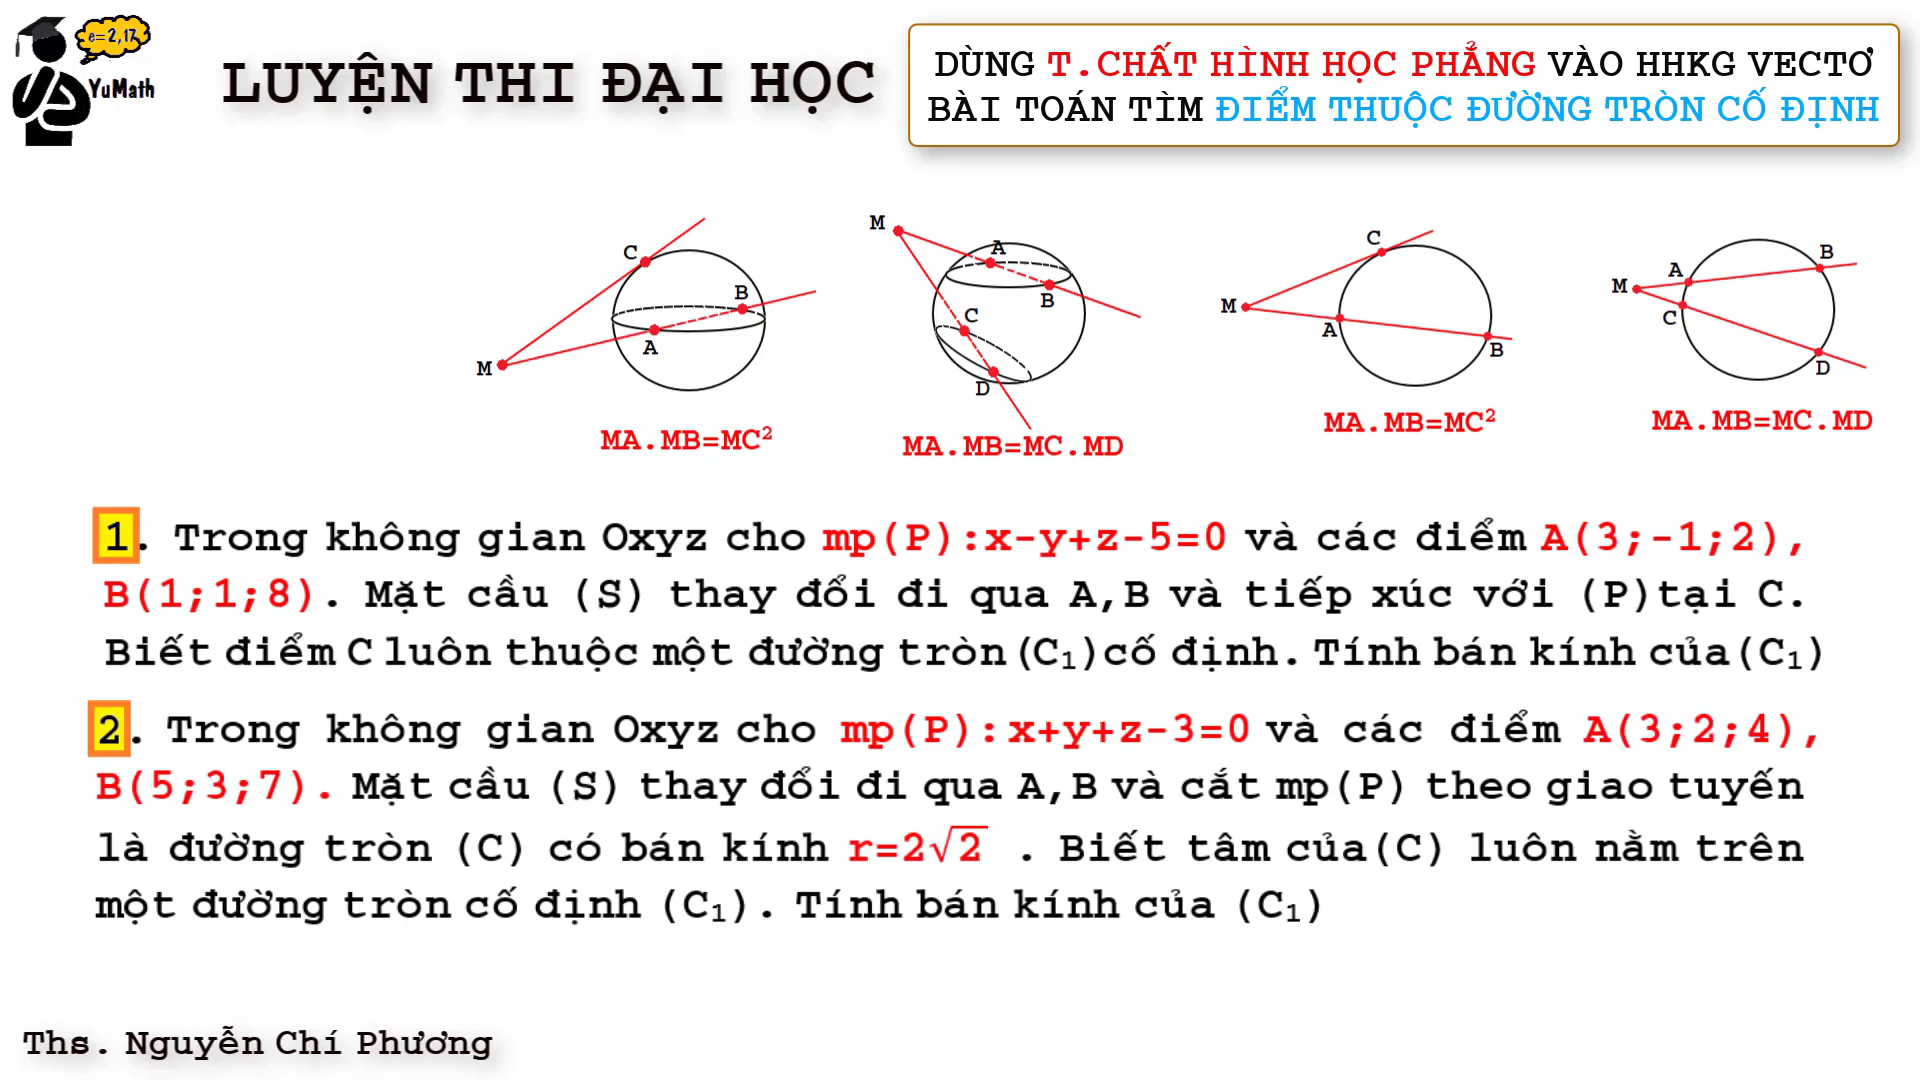 e=2,17
YuMath
LUYỆN THI ĐẠI HỌC
DÙNG T.CHẤT HÌNH HỌC PHẲNG VÀO HHKG VECTƠ
BÀI TOÁN TÌM ĐIỂM THUỘC ĐƯỜNG TRÒN CỐ ĐỊNH
C
B
A
M
MA.MB=MC²
M
A
B
C
D
MA.MB=MC.MD
C
M
A
B
MA.MB=MC²
B
A
M
C
D
MA.MB=MC.MD
1. Trong không gian Oxyz cho mp(P):x-y+z-5=0 và các điểm A(3;-1;2),
B(1;1;8). Mặt cầu (S) thay đổi đi qua A,B và tiếp xúc với (P)tại C.
Biết điểm C luôn thuộc một đường tròn(C₁)cố định.Tính bán kính của(C₁)
2. Trong không gian Oxyz cho mp(P):x+y+z-3=0 và các điểm A(3;2;4),
B(5;3;7). Mặt cầu (S) thay đổi đi qua A,B và cắt mp(P) theo giao tuyến
là đường tròn (C) có bán kính r=2√2 . Biết tâm của(C) luôn nằm trên
một đường tròn cố định (C₁). Tính bán kính của (C₁)
Ths. Nguyễn Chí Phương